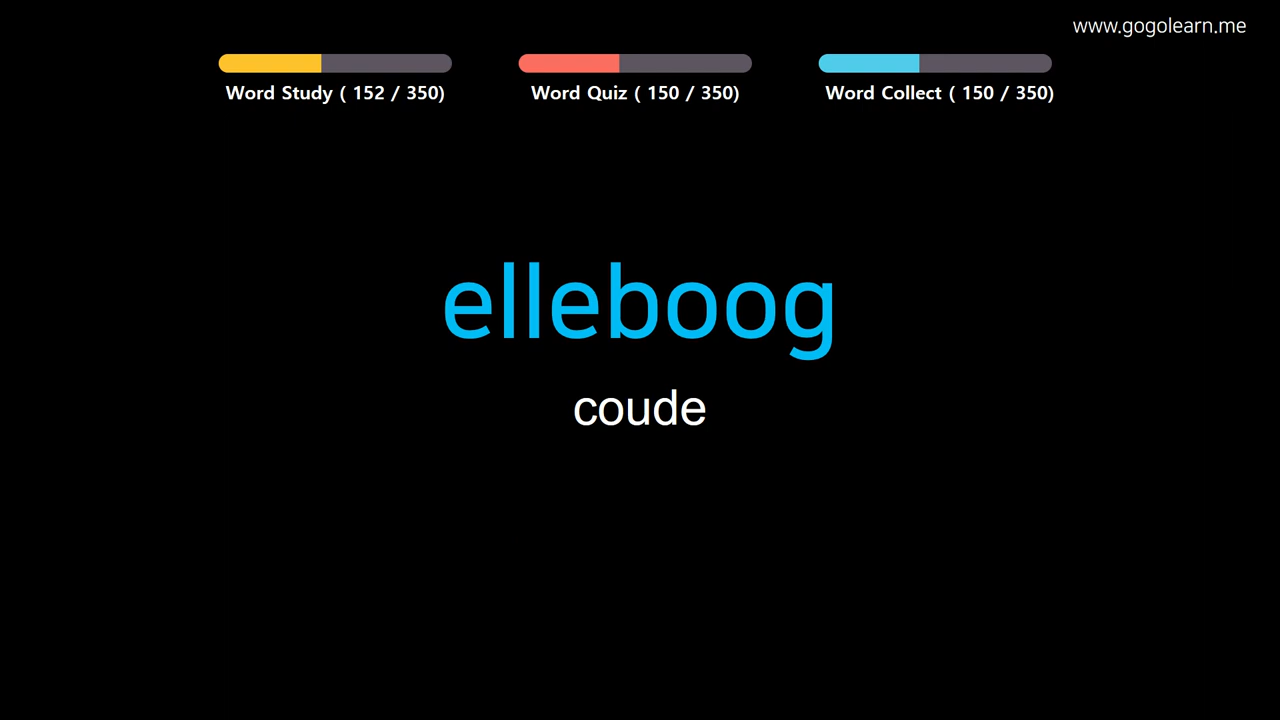 www.gogolearn.me
Word Study ( 152 / 350)
Word Quiz ( 150 / 350)
Word Collect ( 150 / 350)
elleboog
coude